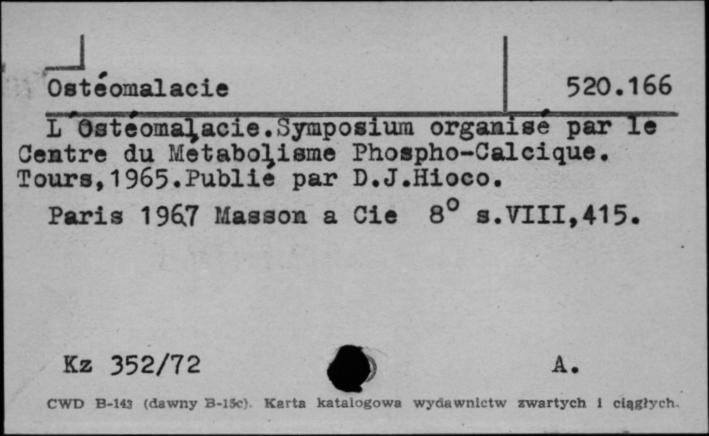 Ostéomalacie 520.166
L'Ostéomalacie.Symposium organisé par le
Centre du Métabolisme Phospho-Calcique.
Tours,1965.Publié par D.J.Hioco.
Paris 1967 Masson a Cie 8° s.VIII,415.
Kz 352/72 A.
CWD B-143 (dawny B-15c). Karta katalogowa wydawnictw zwartych i ciągłych.